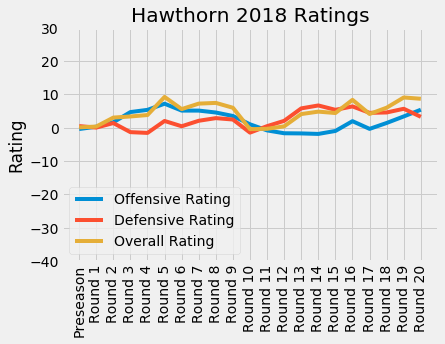 Hawthorn 2018 Ratings
Rating
30
20
10
0
−10
−20
−30
−40
Offensive Rating
Defensive Rating
Overall Rating
Preseason
Round 1
Round 2
Round 3
Round 4
Round 5
Round 6
Round 7
Round 8
Round 9
Round 10
Round 11
Round 12
Round 13
Round 14
Round 15
Round 16
Round 17
Round 18
Round 19
Round 20